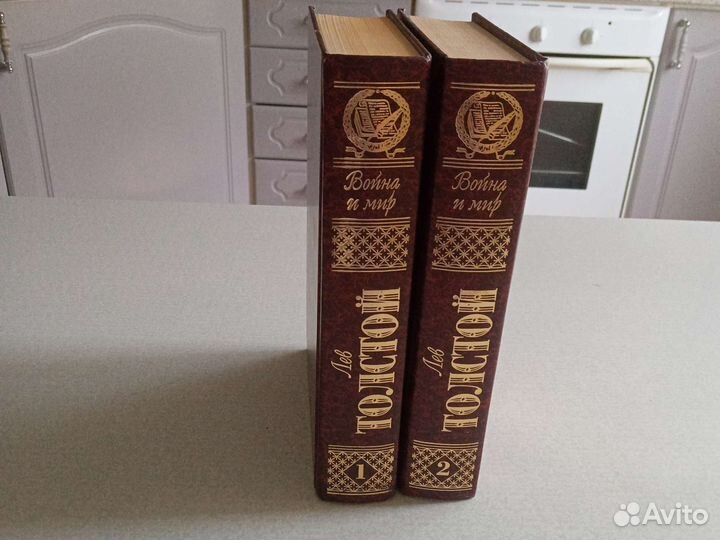 Война
и мир
Лев
ТОЛСТОЙ
1
Война
и мир
Лев
ТОЛСТОЙ
2
Avito